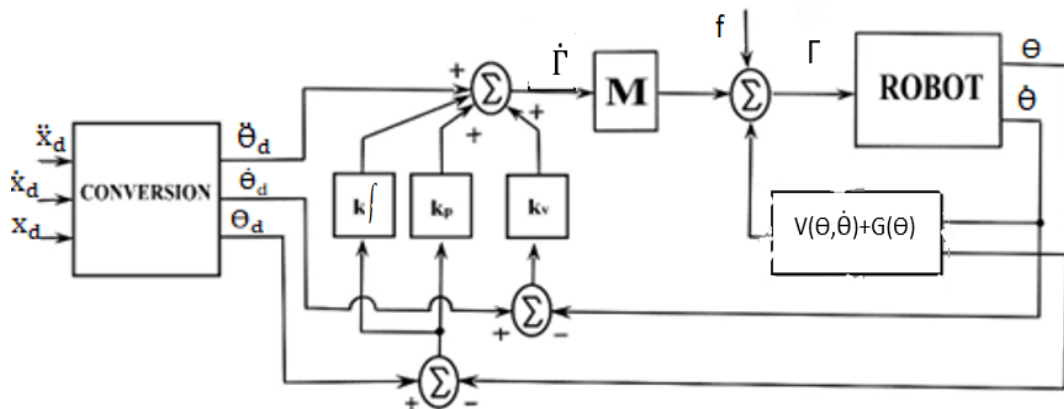 f
Γ̇
Γ
ϴ
+
Σ
M
Σ
ROBOT
ϴ̇
+
+
ẍd
ϴ̈d
ẋd
CONVERSION
ϴ̇d
k∫
kp
kv
V(ϴ,ϴ̇)+G(ϴ)
xd
ϴd
Σ
+
−
Σ
+
−